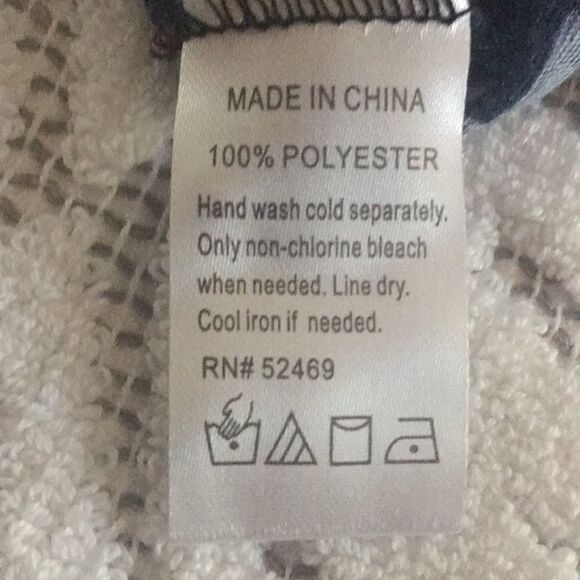 MADE IN CHINA
100% POLYESTER
Hand wash cold separately.
Only non-chlorine bleach
when needed. Line dry.
Cool iron if needed.
RN# 52469